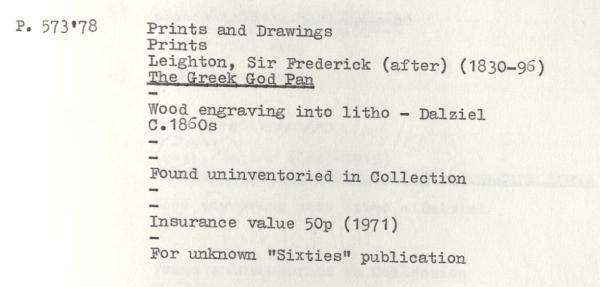 P. 573'78 Prints and Drawings
Prints
Leighton, Sir Frederick (after) (1830-96)
The Greek God Pan
-
Wood engraving into litho - Dalziel
C.1860s
-
-
Found uninventoried in Collection
-
-
Insurance value 50p (1971)
-
For unknown "Sixties" publication